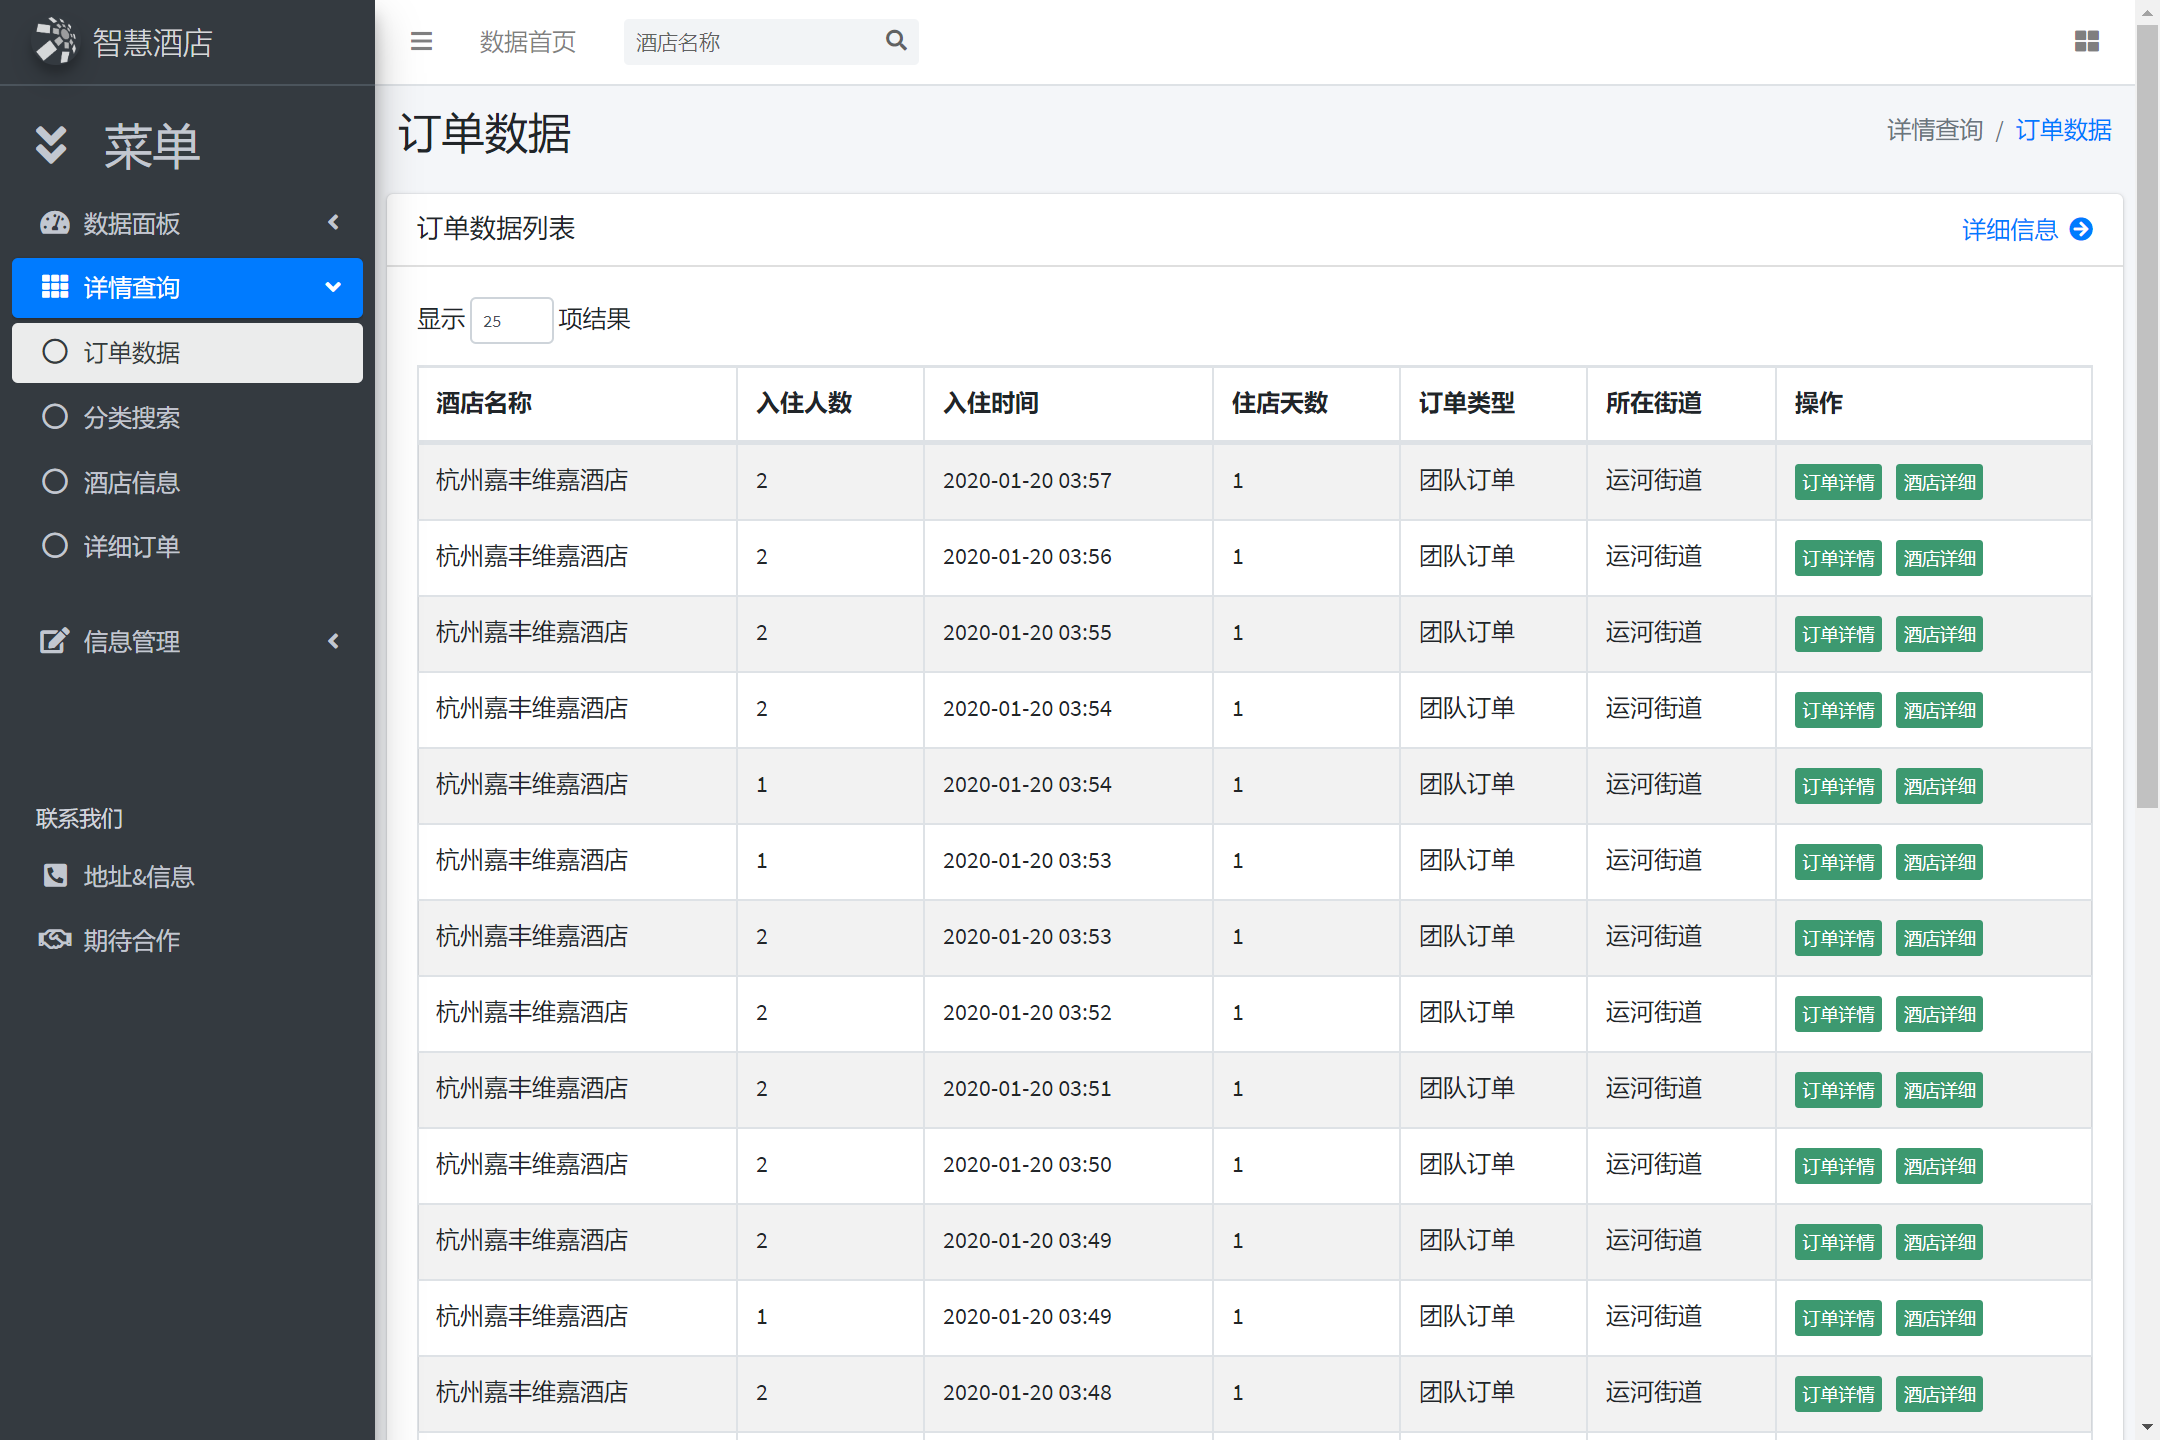 智慧酒店
数据首页
酒店名称
菜单
数据面板
详情查询
订单数据
分类搜索
酒店信息
详细订单
信息管理
联系我们
地址&信息
期待合作
订单数据
详情查询 / 订单数据
订单数据列表
详细信息
显示 25 项结果
酒店名称 入住人数 入住时间 住店天数 订单类型 所在街道 操作
杭州嘉丰维嘉酒店 2 2020-01-20 03:57 1 团队订单 运河街道 订单详情 酒店详细
杭州嘉丰维嘉酒店 2 2020-01-20 03:56 1 团队订单 运河街道 订单详情 酒店详细
杭州嘉丰维嘉酒店 2 2020-01-20 03:55 1 团队订单 运河街道 订单详情 酒店详细
杭州嘉丰维嘉酒店 2 2020-01-20 03:54 1 团队订单 运河街道 订单详情 酒店详细
杭州嘉丰维嘉酒店 1 2020-01-20 03:54 1 团队订单 运河街道 订单详情 酒店详细
杭州嘉丰维嘉酒店 1 2020-01-20 03:53 1 团队订单 运河街道 订单详情 酒店详细
杭州嘉丰维嘉酒店 2 2020-01-20 03:53 1 团队订单 运河街道 订单详情 酒店详细
杭州嘉丰维嘉酒店 2 2020-01-20 03:52 1 团队订单 运河街道 订单详情 酒店详细
杭州嘉丰维嘉酒店 2 2020-01-20 03:51 1 团队订单 运河街道 订单详情 酒店详细
杭州嘉丰维嘉酒店 2 2020-01-20 03:50 1 团队订单 运河街道 订单详情 酒店详细
杭州嘉丰维嘉酒店 2 2020-01-20 03:49 1 团队订单 运河街道 订单详情 酒店详细
杭州嘉丰维嘉酒店 1 2020-01-20 03:49 1 团队订单 运河街道 订单详情 酒店详细
杭州嘉丰维嘉酒店 2 2020-01-20 03:48 1 团队订单 运河街道 订单详情 酒店详细